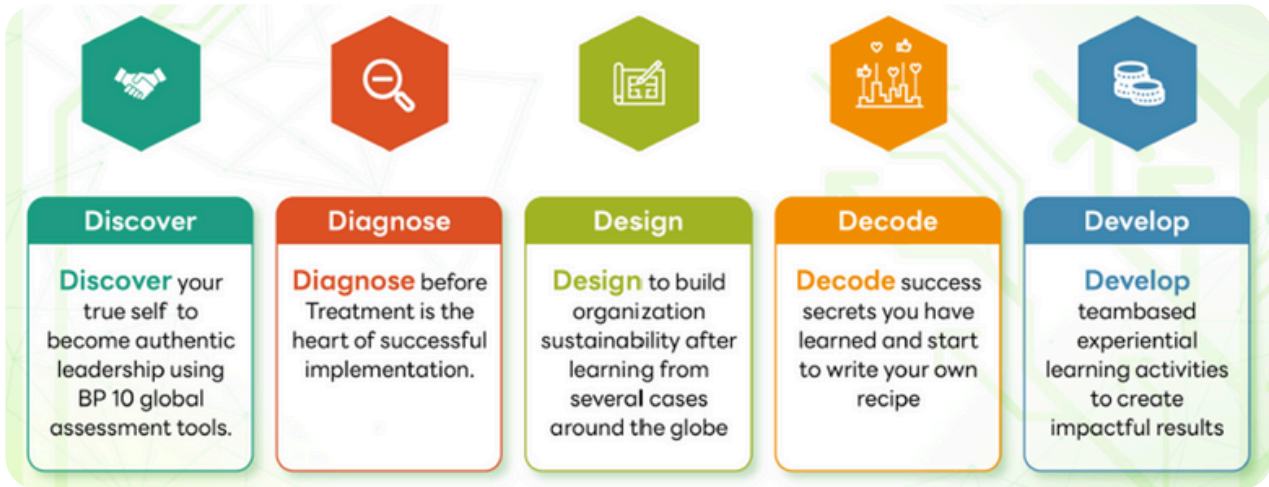 Discover
Discover your
true self to
become authentic
leadership using
BP 10 global
assessment tools.
Diagnose
Diagnose before
Treatment is the
heart of successful
implementation.
Design
Design to build
organization
sustainability after
learning from
several cases
around the globe
Decode
Decode success
secrets you have
learned and start
to write your own
recipe
Develop
Develop
teambased
experiential
learning activities
to create
impactful results